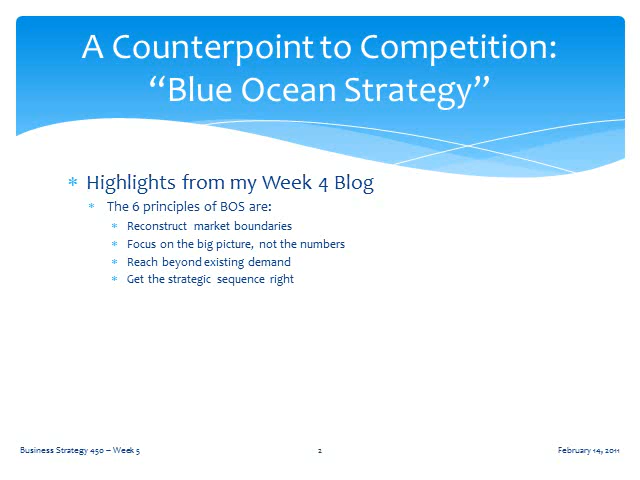 A Counterpoint to Competition:
“Blue Ocean Strategy”
Highlights from my Week 4 Blog
The 6 principles of BOS are:
Reconstruct market boundaries
Focus on the big picture, not the numbers
Reach beyond existing demand
Get the strategic sequence right
Business Strategy 450 – Week 5
2
February 14, 2011